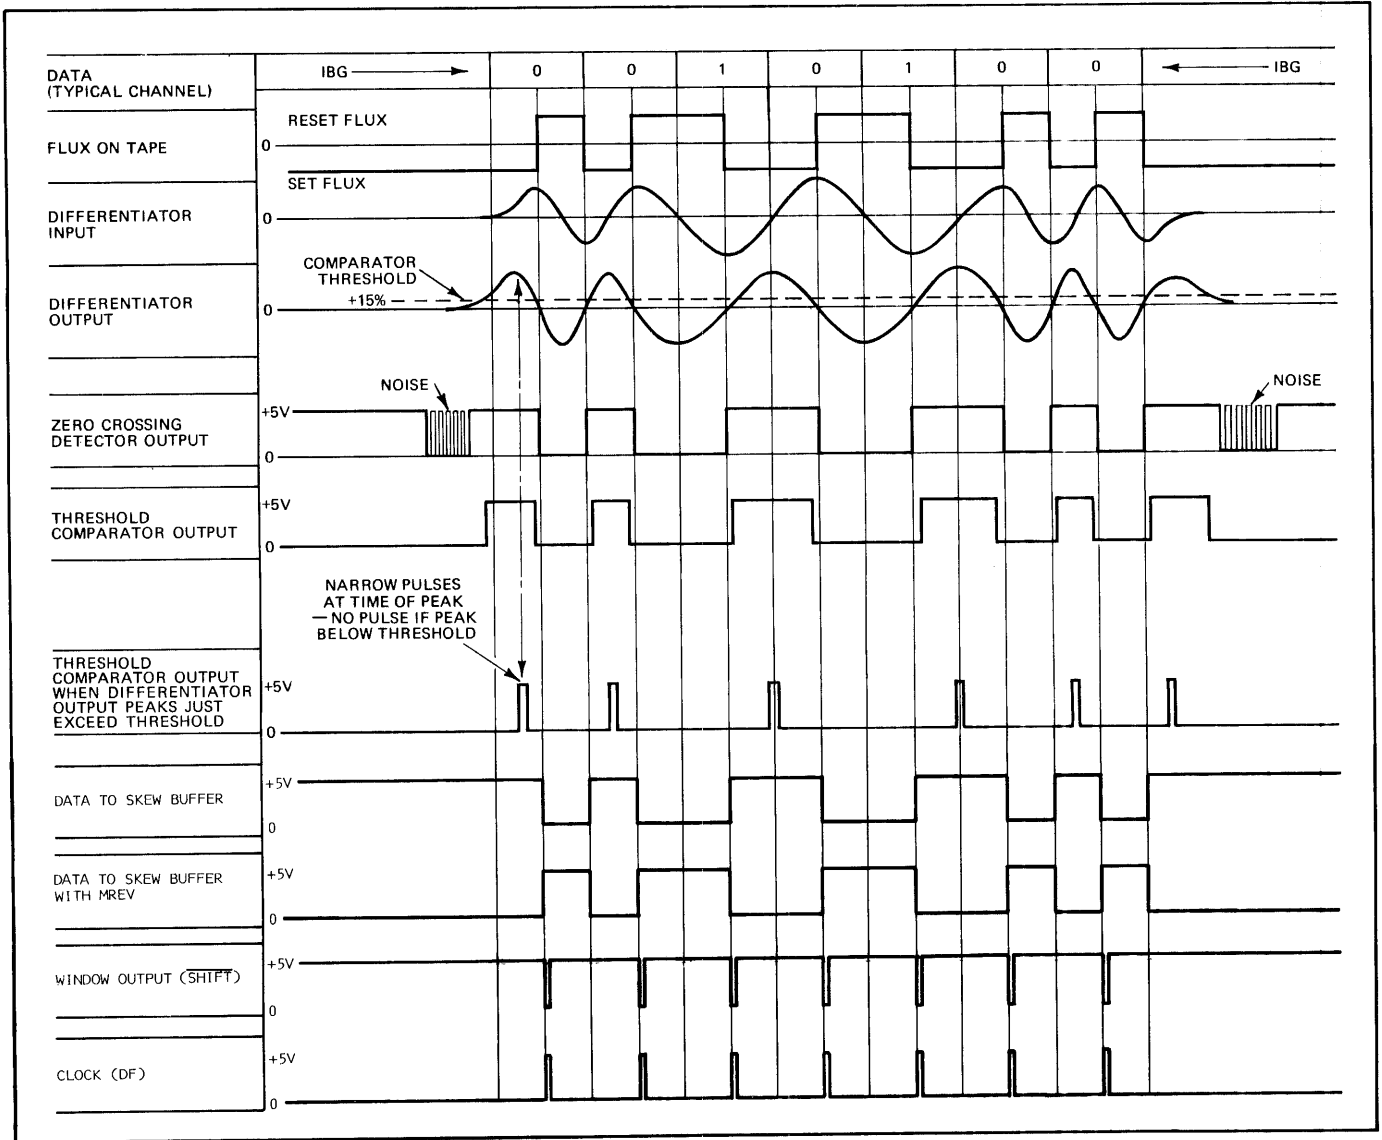 DATA
(TYPICAL CHANNEL)
IBG
0 0 1 0 1 0 0
IBG
FLUX ON TAPE
0
RESET FLUX
SET FLUX
DIFFERENTIATOR
INPUT
0
DIFFERENTIATOR
OUTPUT
COMPARATOR
THRESHOLD
+15%
0
ZERO CROSSING
DETECTOR OUTPUT
NOISE
NOISE
+5V
0
THRESHOLD
COMPARATOR OUTPUT
+5V
0
NARROW PULSES
AT TIME OF PEAK
—NO PULSE IF PEAK
BELOW THRESHOLD
THRESHOLD
COMPARATOR OUTPUT
WHEN DIFFERENTIATOR
OUTPUT PEAKS JUST
EXCEED THRESHOLD
+5V
0
DATA TO SKEW BUFFER
+5V
0
DATA TO SKEW BUFFER
WITH MREV
+5V
0
WINDOW OUTPUT (SHIFT)
+5V
0
CLOCK (DF)
+5V
0